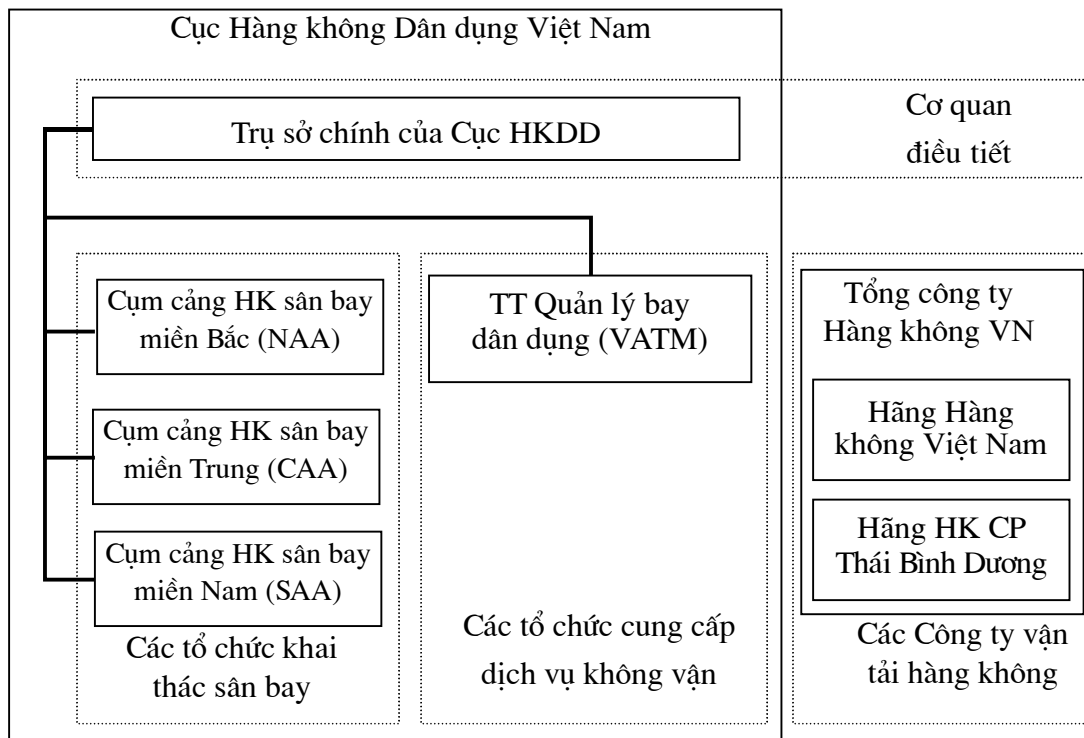 Cục Hàng không Dân dụng Việt Nam
Trụ sở chính của Cục HKDD
Cơ quan
điều tiết
Cụm cảng HK sân bay
miền Bắc (NAA)
Cụm cảng HK sân bay
miền Trung (CAA)
Cụm cảng HK sân bay
miền Nam (SAA)
Các tổ chức khai
thác sân bay
TT Quản lý bay
dân dụng (VATM)
Các tổ chức cung cấp
dịch vụ không vận
Tổng công ty
Hàng không VN
Hãng Hàng
không Việt Nam
Hãng HK CP
Thái Bình Dương
Các Công ty vận
tải hàng không